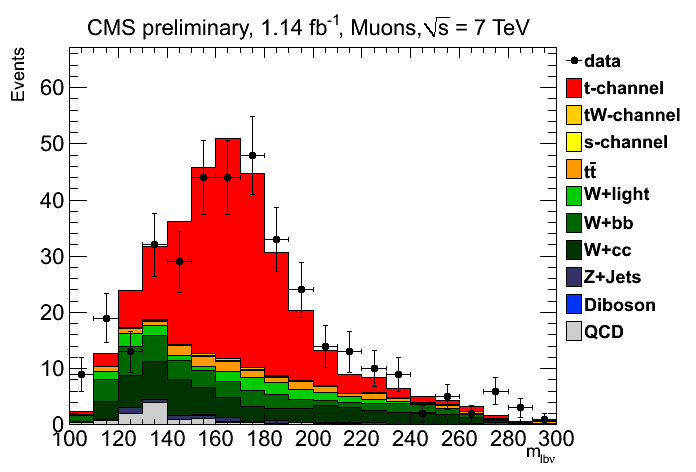 CMS preliminary, 1.14 fb⁻¹, Muons, √s = 7 TeV
Events
60
50
40
30
20
10
0
100 120 140 160 180 200 220 240 260 280 300
m_lbν
data
t-channel
tW-channel
s-channel
tt̄
W+light
W+bb
W+cc
Z+Jets
Diboson
QCD